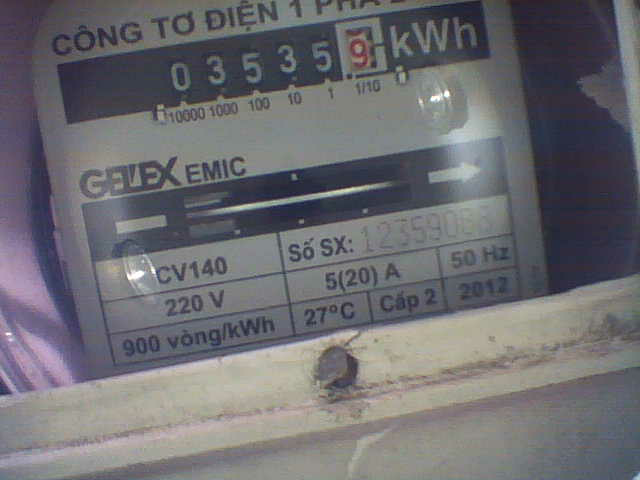 CÔNG TƠ ĐIỆN 1 PHA
0 3 5 3 5 9 kWh
10000 1000 100 10 1 1/10
GELEX EMIC
CV140
Số SX:
220 V
5(20) A
50 Hz
900 vòng/kWh
27°C
Cấp 2
2012